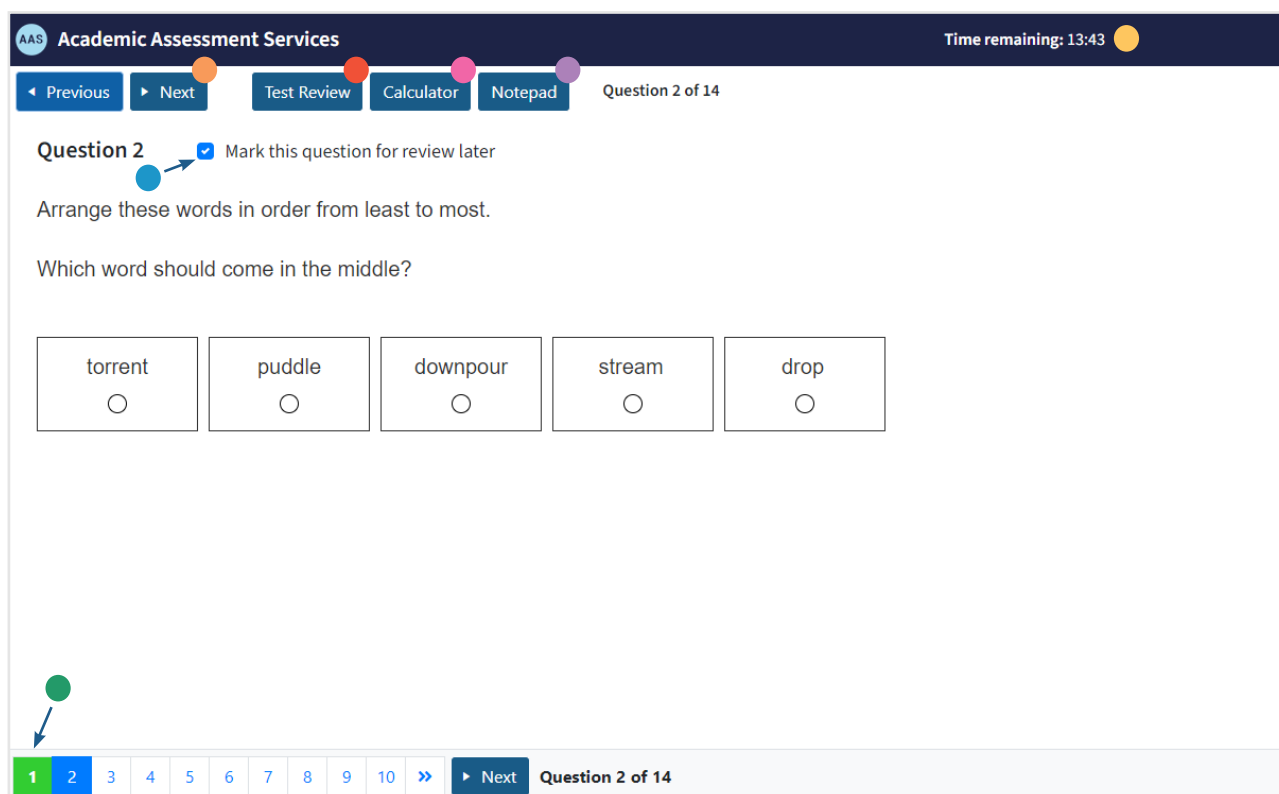 AAS Academic Assessment Services Time remaining: 13:43
Previous Next Test Review Calculator Notepad Question 2 of 14
Question 2 Mark this question for review later
Arrange these words in order from least to most.
Which word should come in the middle?
torrent puddle downpour stream drop
1 2 3 4 5 6 7 8 9 10 » Next Question 2 of 14